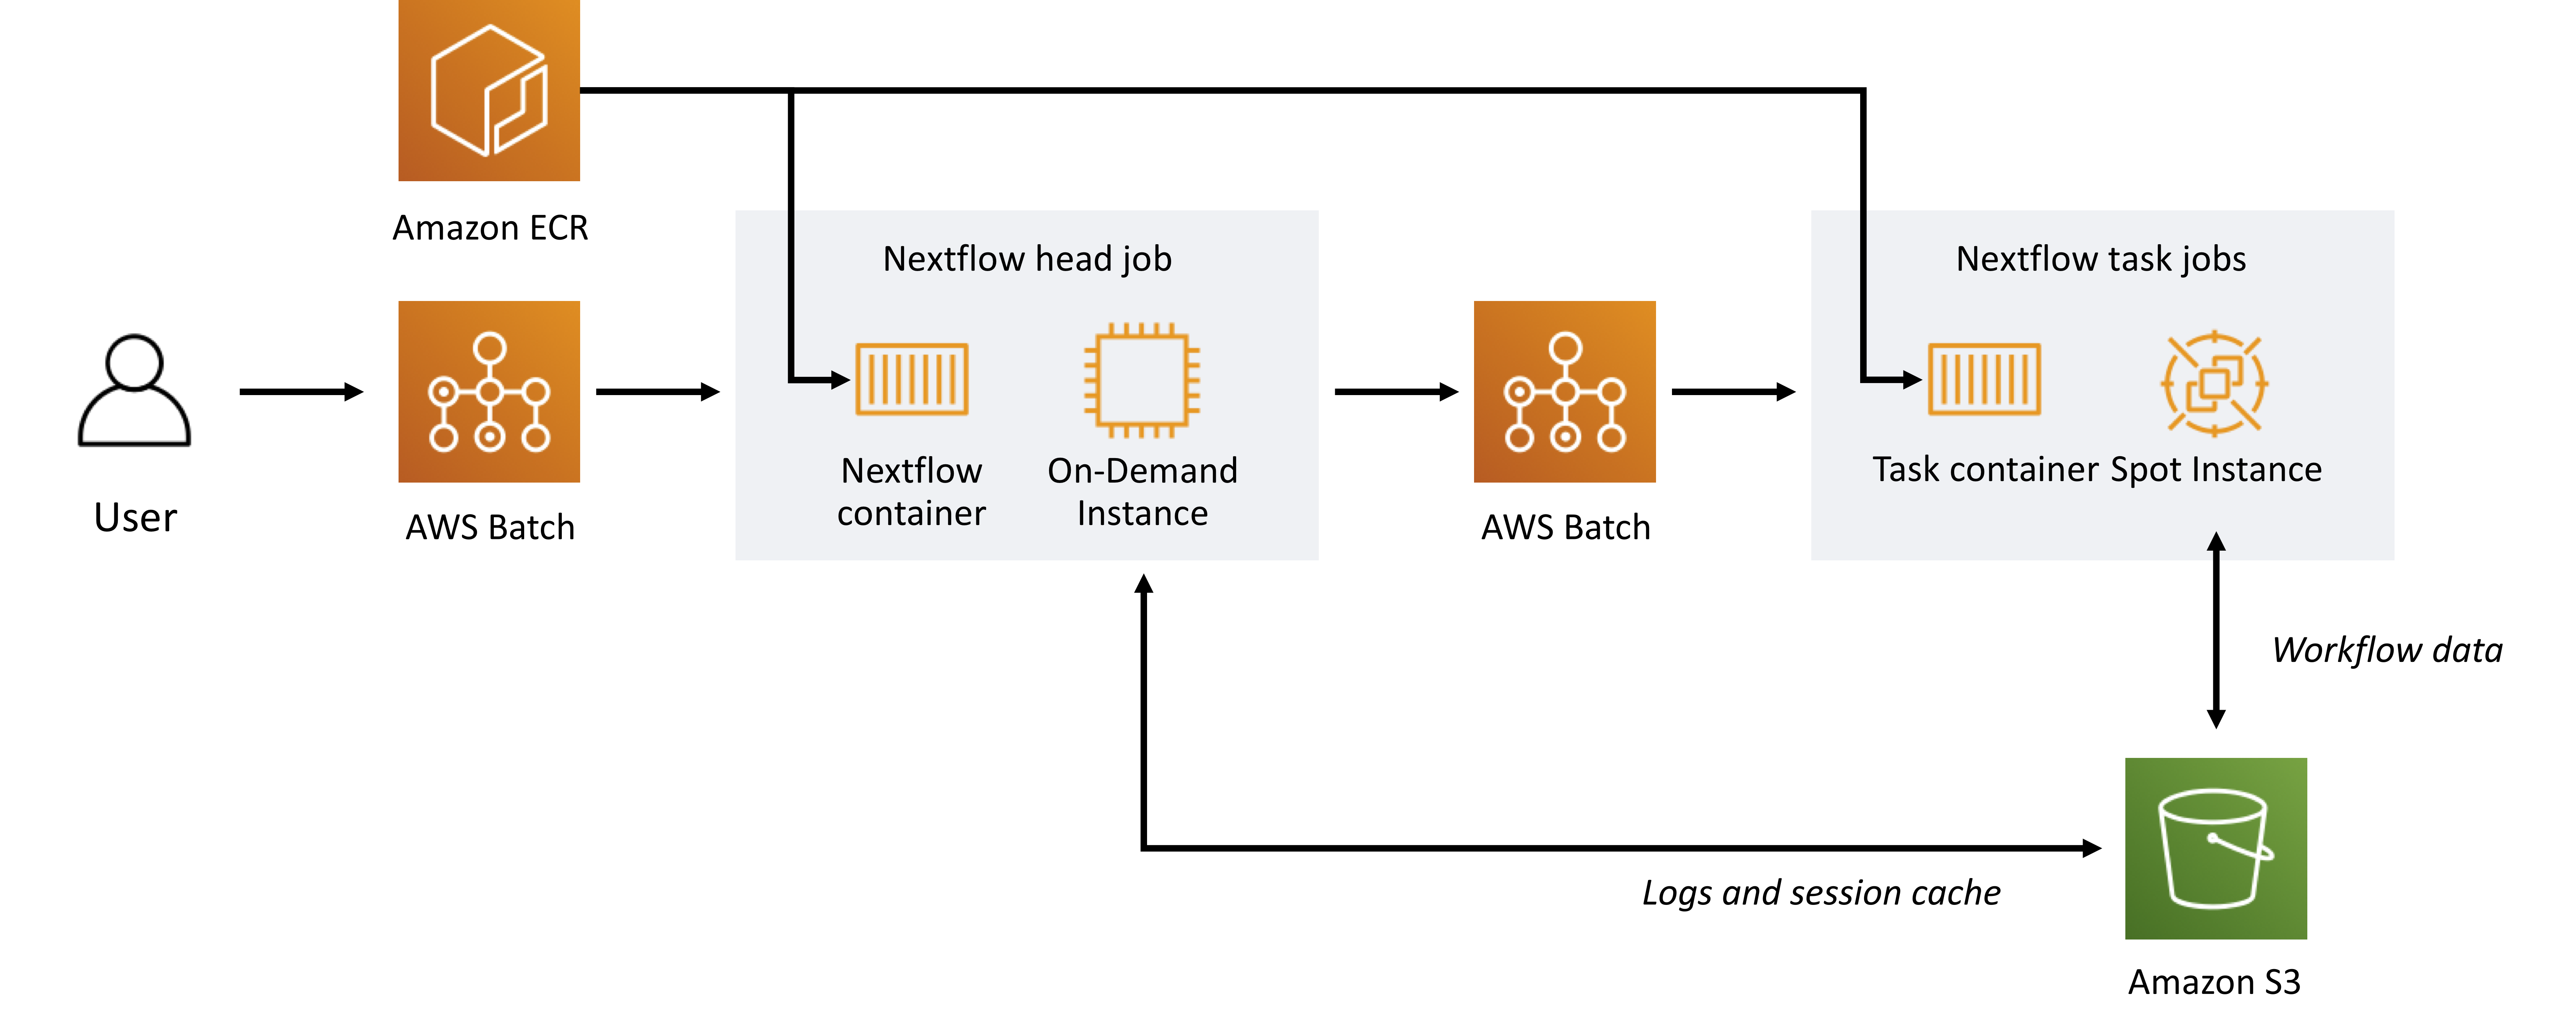 Amazon ECR
User
AWS Batch
Nextflow head job
Nextflow
container
On-Demand
Instance
AWS Batch
Nextflow task jobs
Task container
Spot Instance
Workflow data
Logs and session cache
Amazon S3